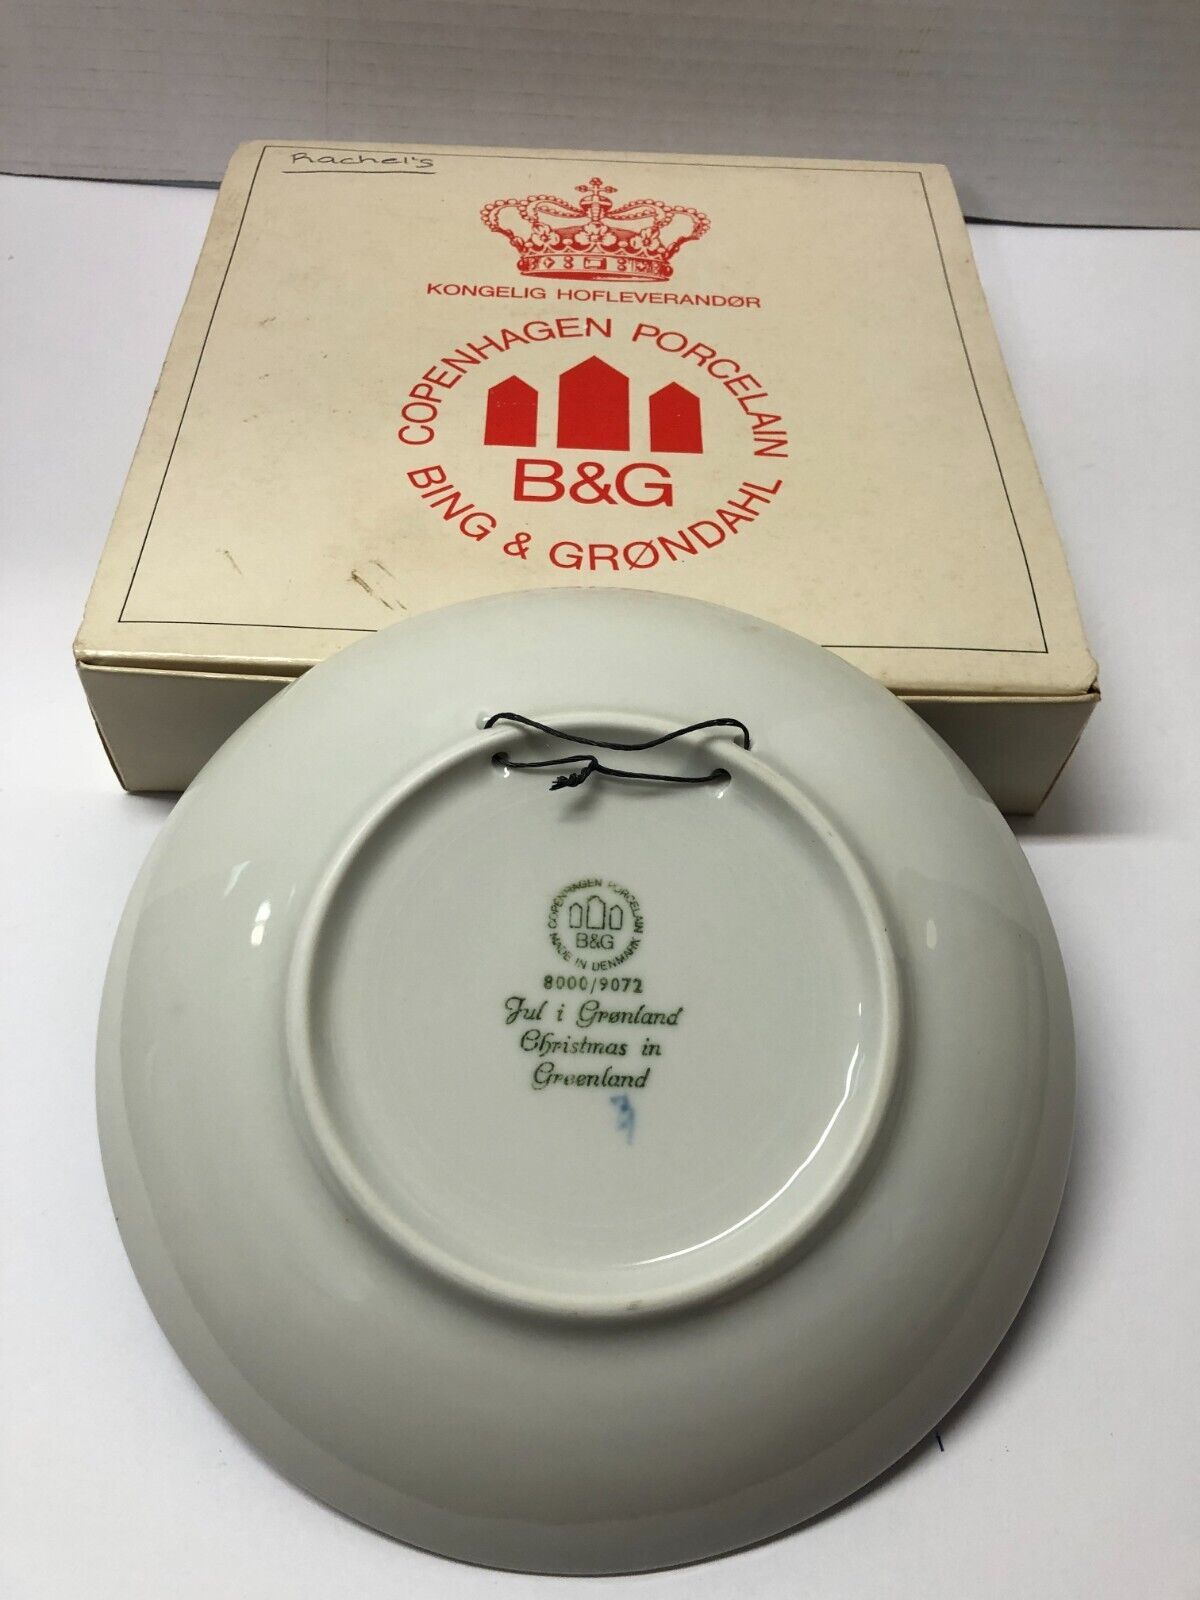 Rachel's
KONGELIG HOFLEVERANDØR
COPENHAGEN PORCELAIN
B&G
BING & GRØNDAHL
COPENHAGEN PORCELAIN
B&G
MADE IN DENMARK
8000/9072
Jul i Grønland
Christmas in
Greenland